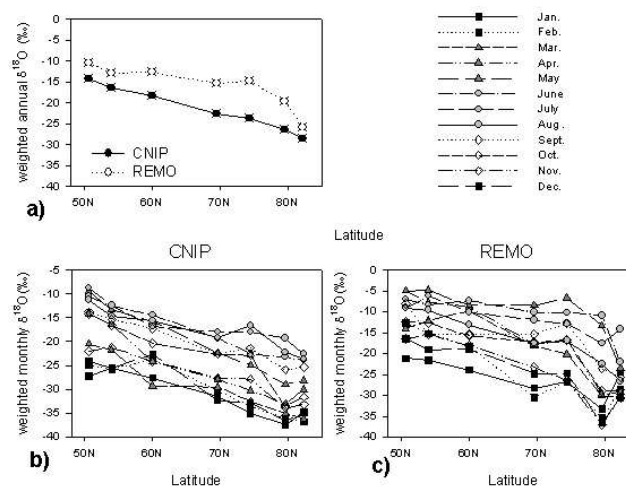 weighted annual δ18O (‰)
0
-5
-10
-15
-20
-25
-30
-35
-40
CNIP
REMO
50N 60N 70N 80N
a)
Jan.
Feb.
Mar.
Apr.
May
June
July
Aug.
Sept.
Oct.
Nov.
Dec.
Latitude
CNIP
weighted monthly δ18O(‰)
-5
-10
-15
-20
-25
-30
-35
-40
50N 60N 70N 80N
b)
Latitude
REMO
weighted monthly δ18O(‰)
0
-5
-10
-15
-20
-25
-30
-35
-40
50N 60N 70N 80N
c)
Latitude